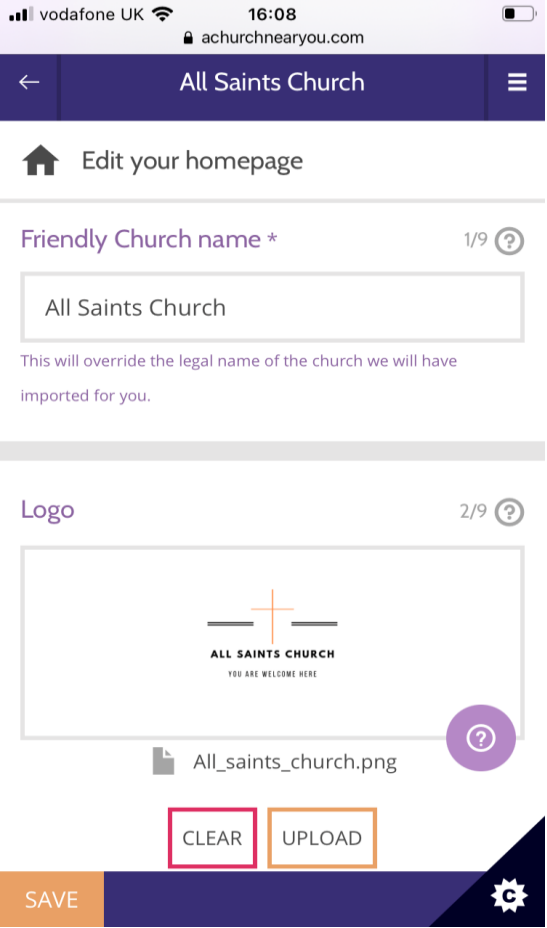 vodafone UK
16:08
achurchnearyou.com
All Saints Church
Edit your homepage
Friendly Church name *
1/9 ?
All Saints Church
This will override the legal name of the church we will have
imported for you.
Logo
2/9 ?
ALL SAINTS CHURCH
YOU ARE WELCOME HERE
?
All_saints_church.png
CLEAR
UPLOAD
SAVE
C